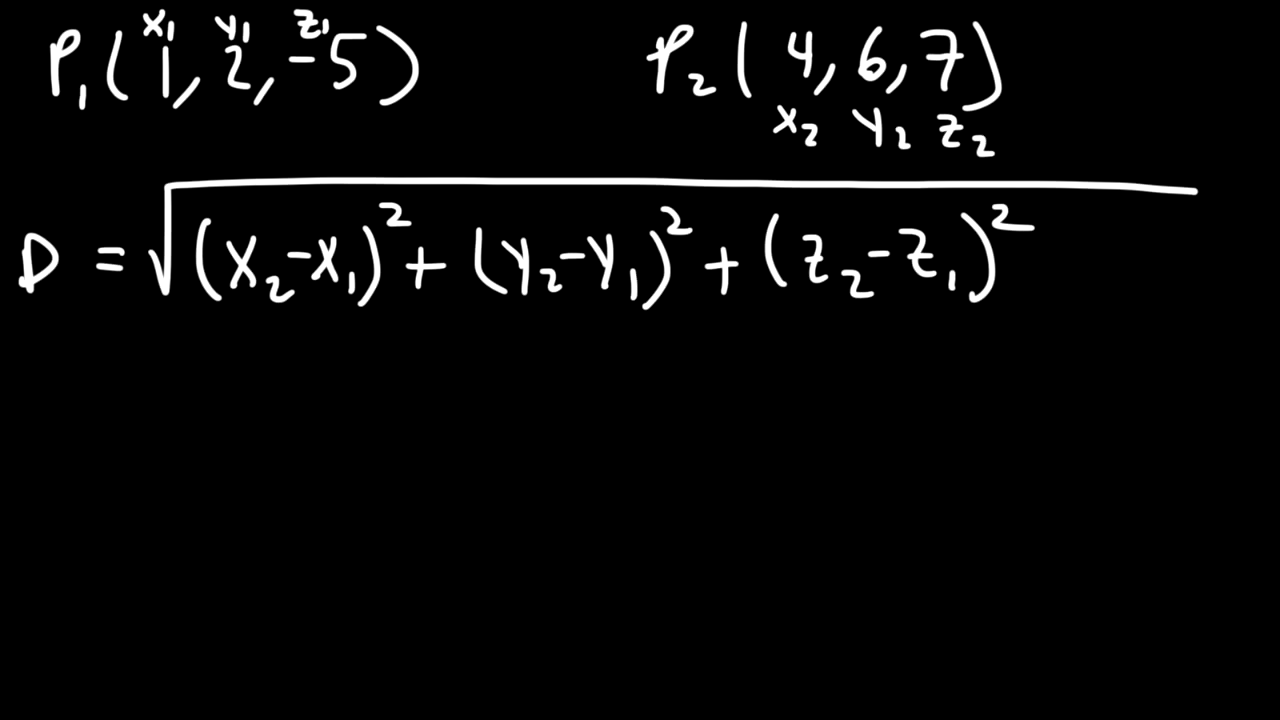 x₁ y₁ z₁
P₁(1, 2, -5) P₂(4, 6, 7)
x₂ y₂ z₂
D = √(x₂-x₁)² + (y₂-y₁)² + (z₂-z₁)²